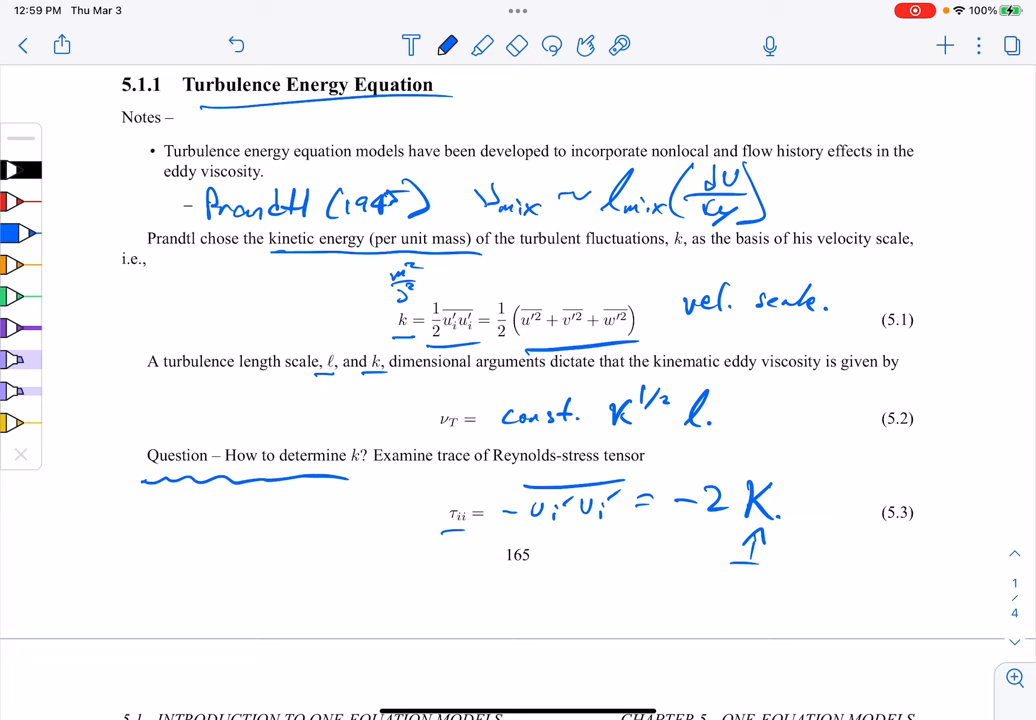 12:59 PM Thu Mar 3
100%
5.1.1 Turbulence Energy Equation
Notes –
• Turbulence energy equation models have been developed to incorporate nonlocal and flow history effects in the
eddy viscosity.
- Prandtl (1945) νmix ~ lmix (dU/dy)
Prandtl chose the kinetic energy (per unit mass) of the turbulent fluctuations, k, as the basis of his velocity scale,
i.e.,
m²/s²
vel. scale.
k = 1/2 u′ᵢu′ᵢ = 1/2 (u′² + v′² + w′²) (5.1)
A turbulence length scale, ℓ, and k, dimensional arguments dictate that the kinematic eddy viscosity is given by
νT = const. k^1/2 l. (5.2)
Question – How to determine k? Examine trace of Reynolds-stress tensor
τii = - uᵢ′uᵢ′ = -2 K. (5.3)
165
1
/
4
5.1 INTRODUCTION TO ONE-EQUATION MODELS CHAPTER 5 ONE-EQUATION MODELS